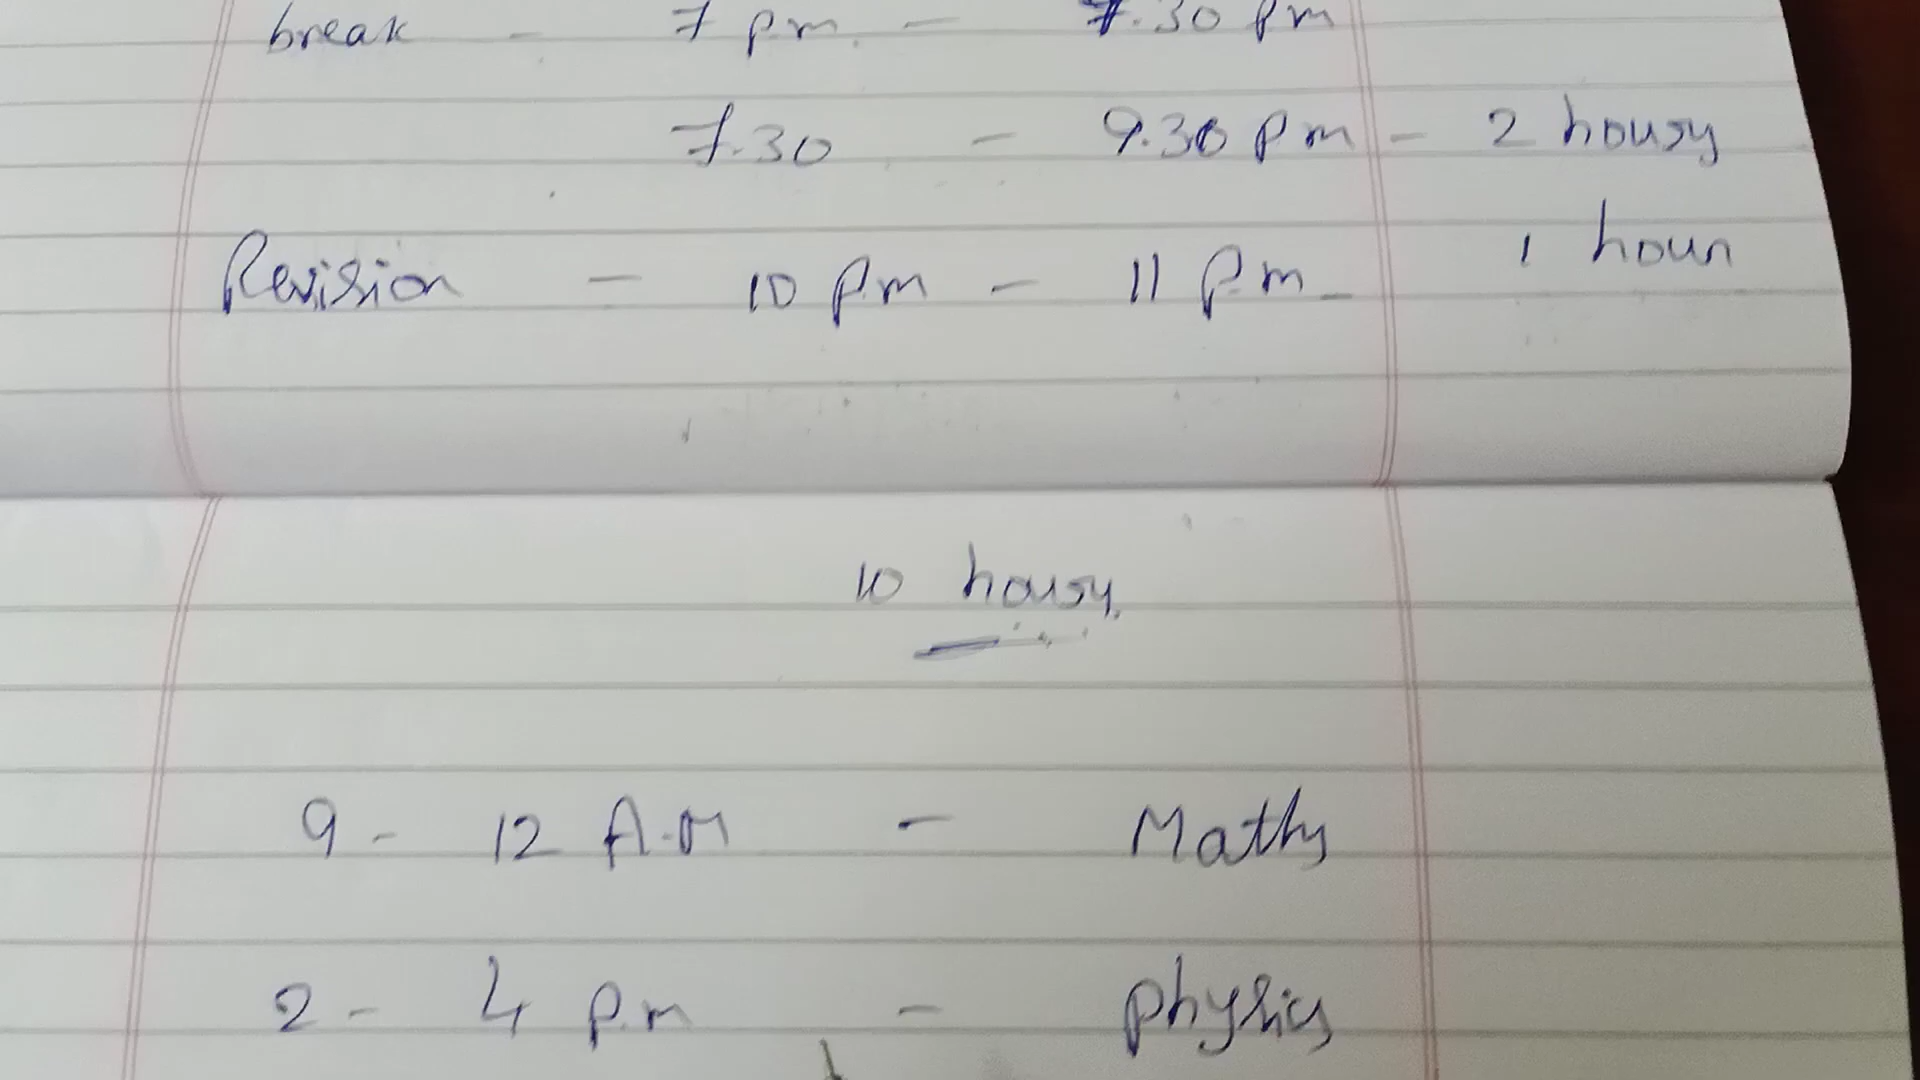 break - 7 pm - 7.30 pm
7.30 - 9.30 pm - 2 hours
Revision - 10 pm - 11 pm - 1 hour
10 hours.
9 - 12 A.M - Maths
2 - 4 p.m - physics